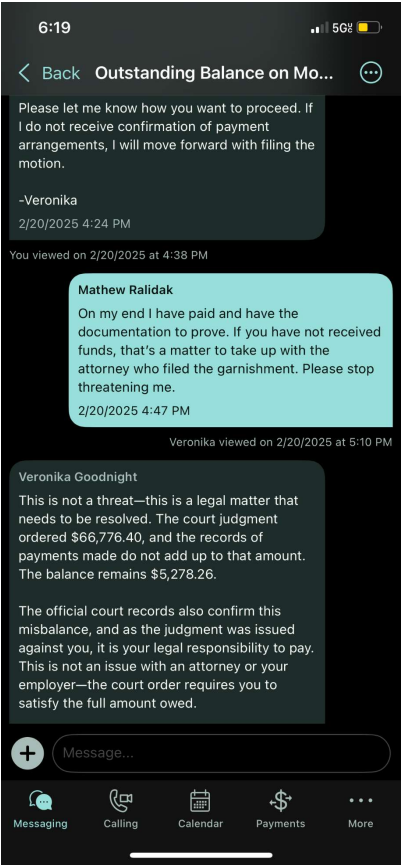 6:19
5G
Back Outstanding Balance on Mo...
Please let me know how you want to proceed. If
I do not receive confirmation of payment
arrangements, I will move forward with filing the
motion.
-Veronika
2/20/2025 4:24 PM
You viewed on 2/20/2025 at 4:38 PM
Mathew Ralidak
On my end I have paid and have the
documentation to prove. If you have not received
funds, that's a matter to take up with the
attorney who filed the garnishment. Please stop
threatening me.
2/20/2025 4:47 PM
Veronika viewed on 2/20/2025 at 5:10 PM
Veronika Goodnight
This is not a threat—this is a legal matter that
needs to be resolved. The court judgment
ordered $66,776.40, and the records of
payments made do not add up to that amount.
The balance remains $5,278.26.
The official court records also confirm this
misbalance, and as the judgment was issued
against you, it is your legal responsibility to pay.
This is not an issue with an attorney or your
employer—the court order requires you to
satisfy the full amount owed.
Message...
Messaging Calling Calendar Payments More